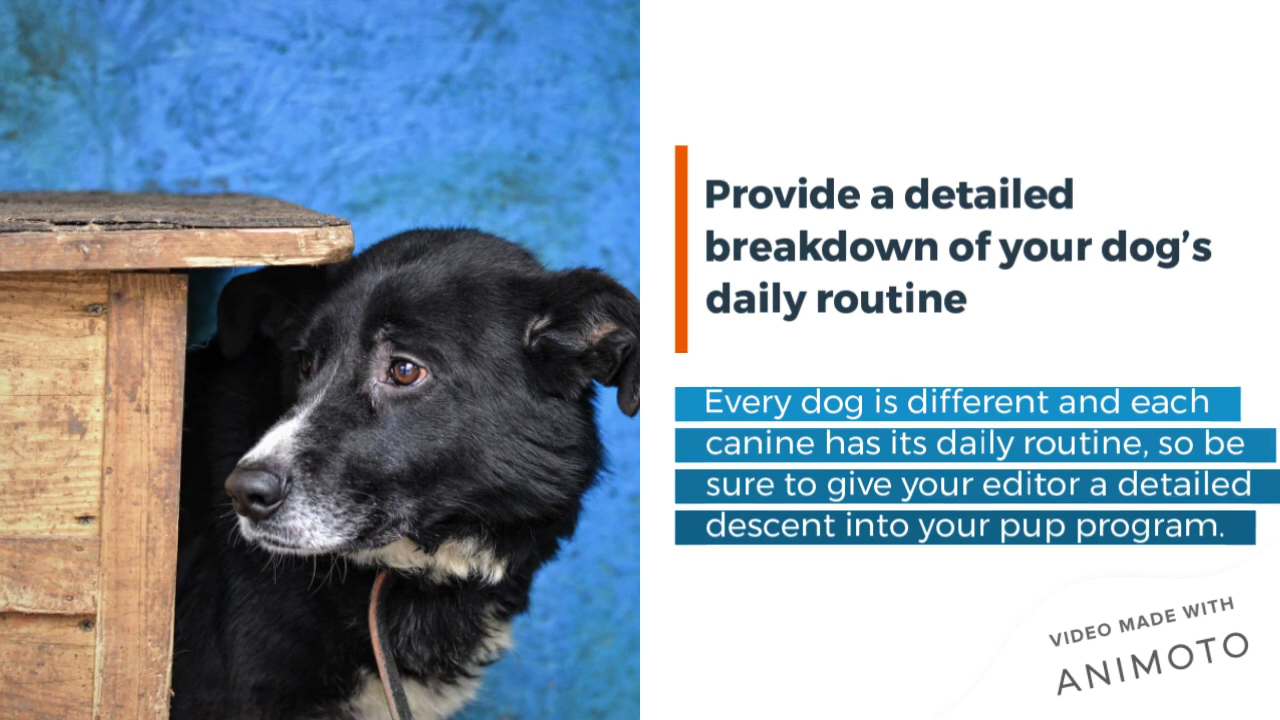 Provide a detailed
breakdown of your dog’s
daily routine
Every dog is different and each
canine has its daily routine, so be
sure to give your editor a detailed
descent into your pup program.
VIDEO MADE WITH
ANIMOTO